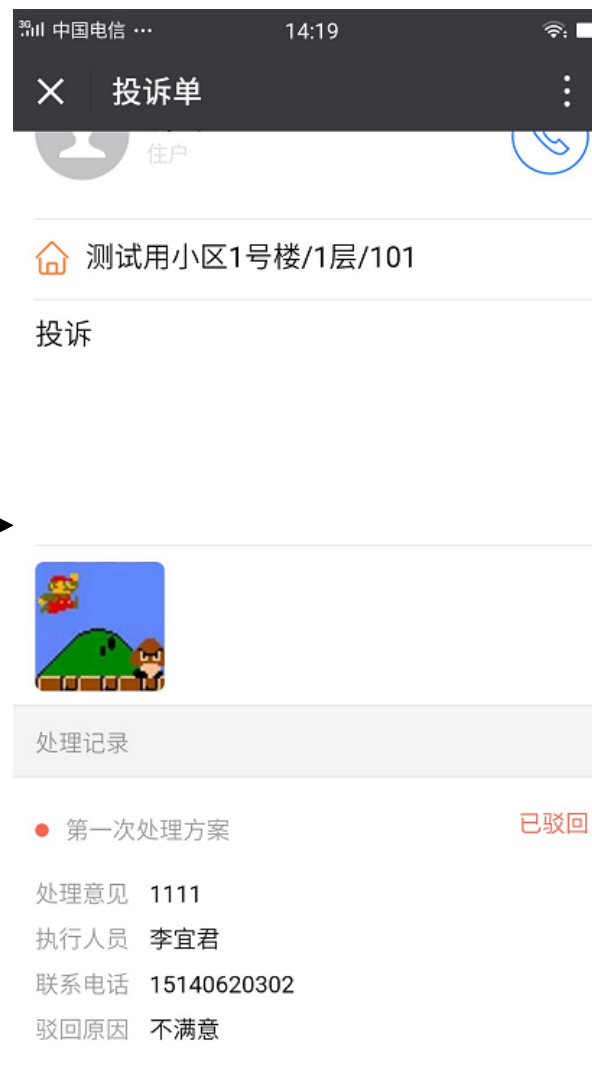 3G 中国电信 ··· 14:19
投诉单
住户
测试用小区1号楼/1层/101
投诉
处理记录
第一次处理方案 已驳回
处理意见 1111
执行人员 李宜君
联系电话 15140620302
驳回原因 不满意